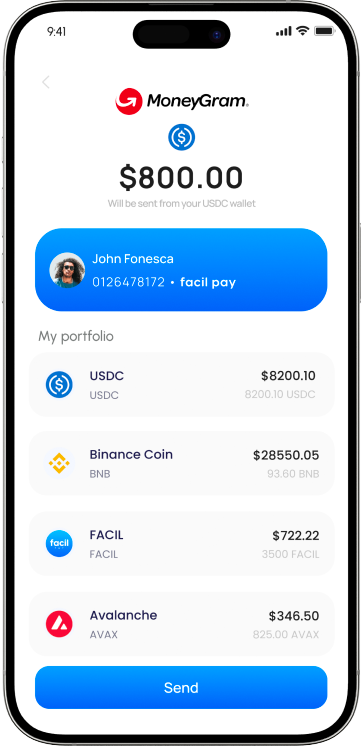 9:41
MoneyGram®
$800.00
Will be sent from your USDC wallet
John Fonesca
0126478172 • facil pay
My portfolio
USDC $8200.10
USDC 8200.10 USDC
Binance Coin $28550.05
BNB 93.60 BNB
facil
FACIL $722.22
FACIL 3500 FACIL
Avalanche $346.50
AVAX 825.00 AVAX
Send